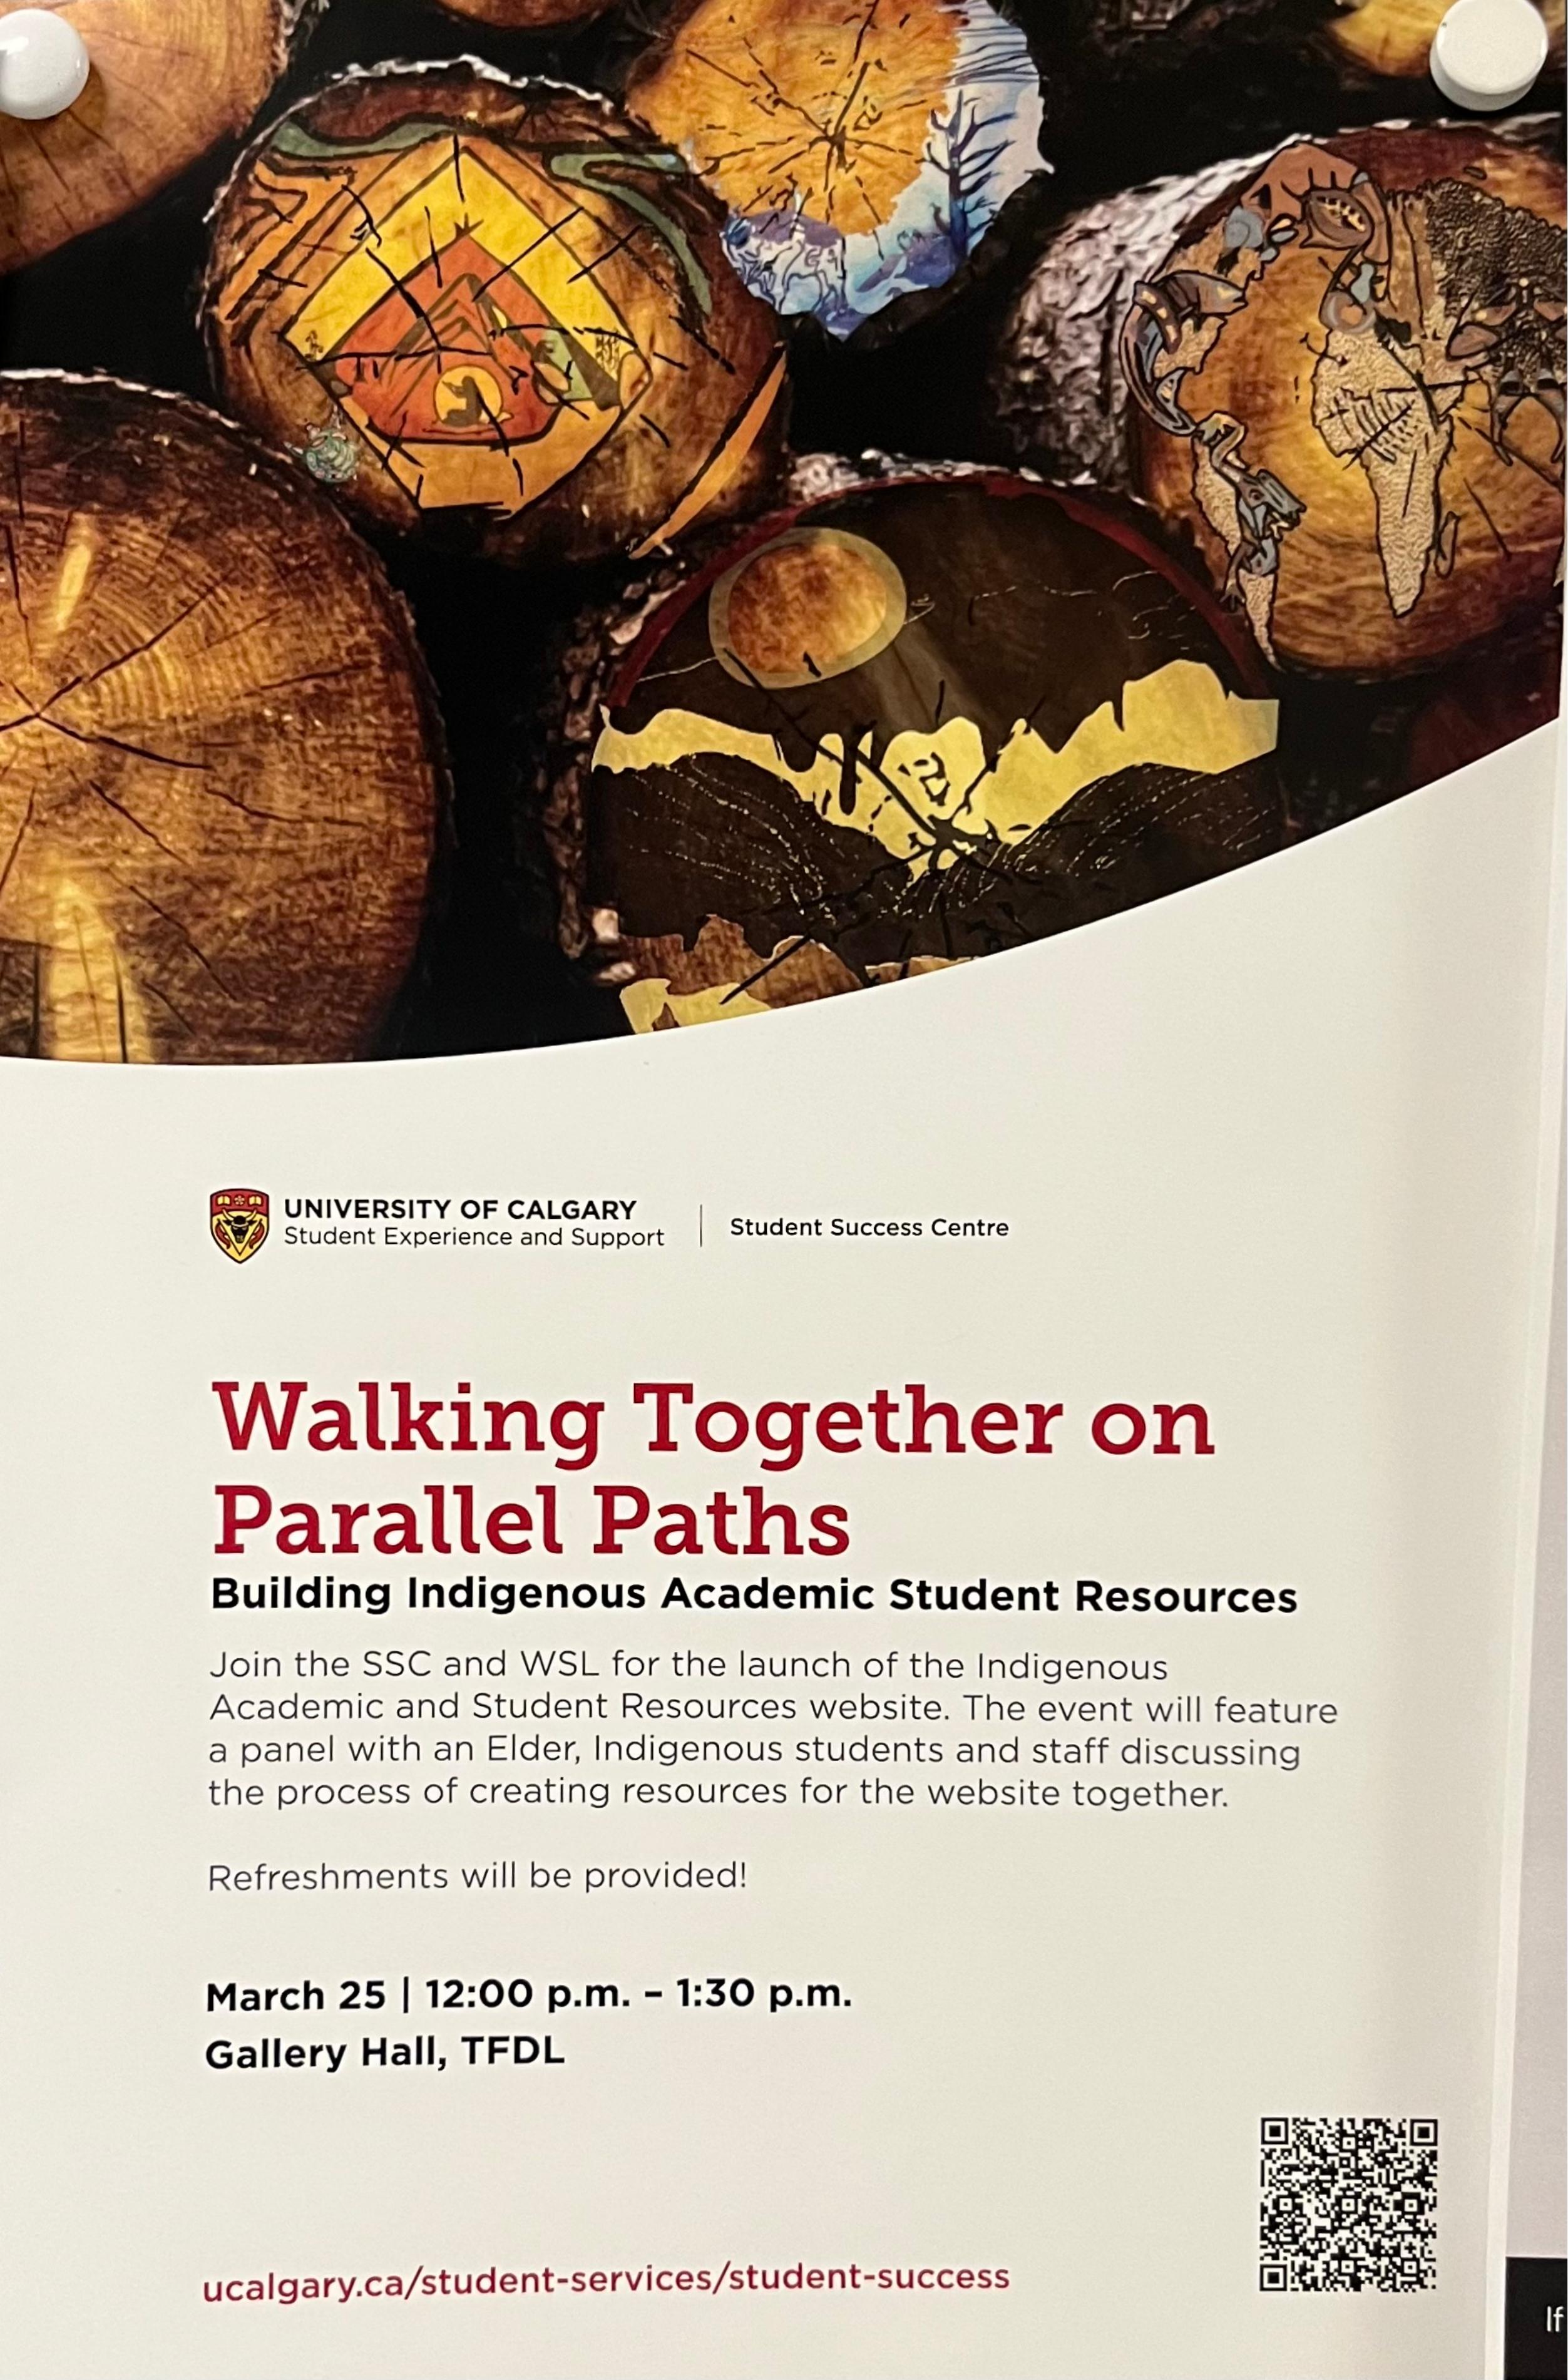 UNIVERSITY OF CALGARY
Student Experience and Support
Student Success Centre
Walking Together on
Parallel Paths
Building Indigenous Academic Student Resources
Join the SSC and WSL for the launch of the Indigenous
Academic and Student Resources website. The event will feature
a panel with an Elder, Indigenous students and staff discussing
the process of creating resources for the website together.
Refreshments will be provided!
March 25 | 12:00 p.m. – 1:30 p.m.
Gallery Hall, TFDL
ucalgary.ca/student-services/student-success
If